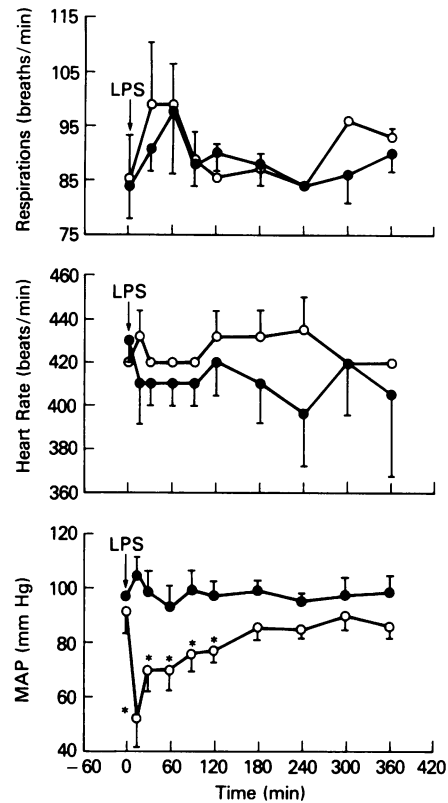 Respirations (breaths/min)
115
105
95
85
75
LPS
Heart Rate (beats/min)
460
440
420
400
380
360
LPS
MAP (mm Hg)
120
100
80
60
40
LPS
*
*
*
*
*
-60 0 60 120 180 240 300 360 420
Time (min)